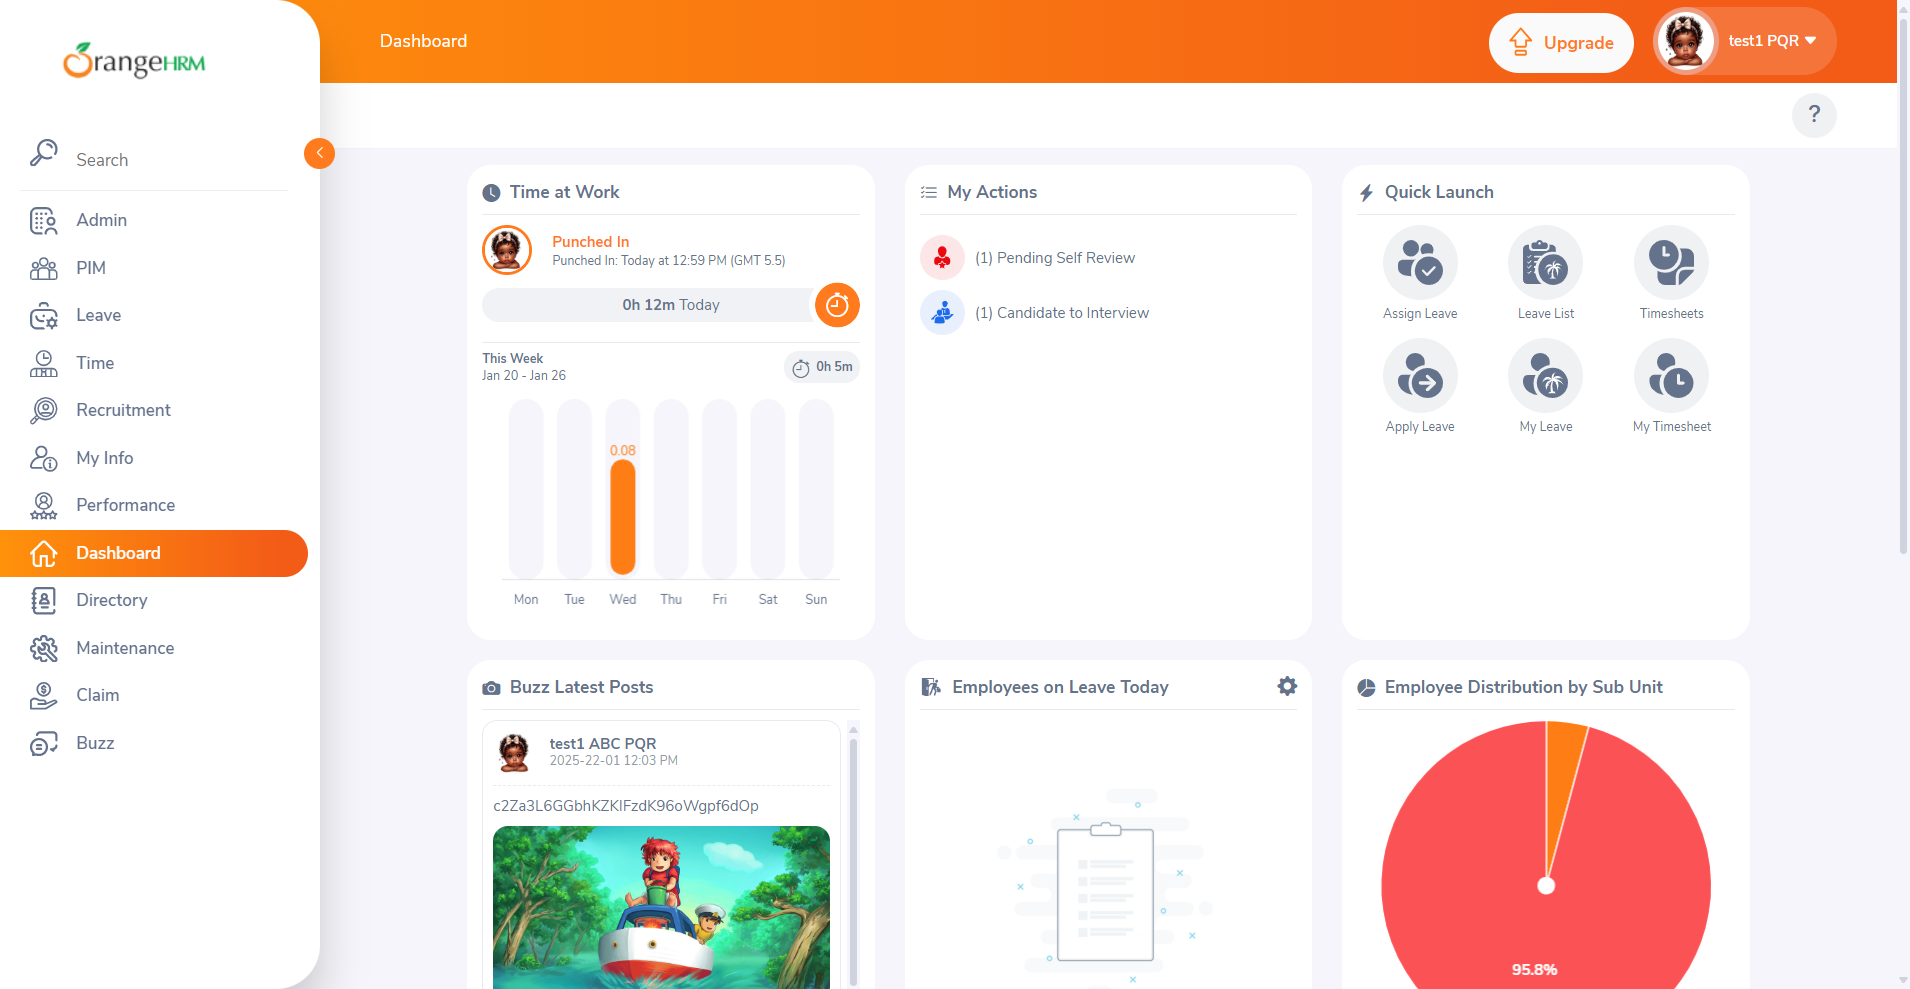 OrangeHRM
Search
Admin
PIM
Leave
Time
Recruitment
My Info
Performance
Dashboard
Directory
Maintenance
Claim
Buzz
Dashboard
Upgrade
test1 PQR
?
Time at Work
Punched In
Punched In: Today at 12:59 PM (GMT 5.5)
0h 12m Today
This Week
Jan 20 - Jan 26
0h 5m
0.08
Mon Tue Wed Thu Fri Sat Sun
My Actions
(1) Pending Self Review
(1) Candidate to Interview
Quick Launch
Assign Leave Leave List Timesheets
Apply Leave My Leave My Timesheet
Buzz Latest Posts
test1 ABC PQR
2025-22-01 12:03 PM
c2Za3L6GGbhKZKlFzdK96oWgpf6dOp
Employees on Leave Today
Employee Distribution by Sub Unit
95.8%